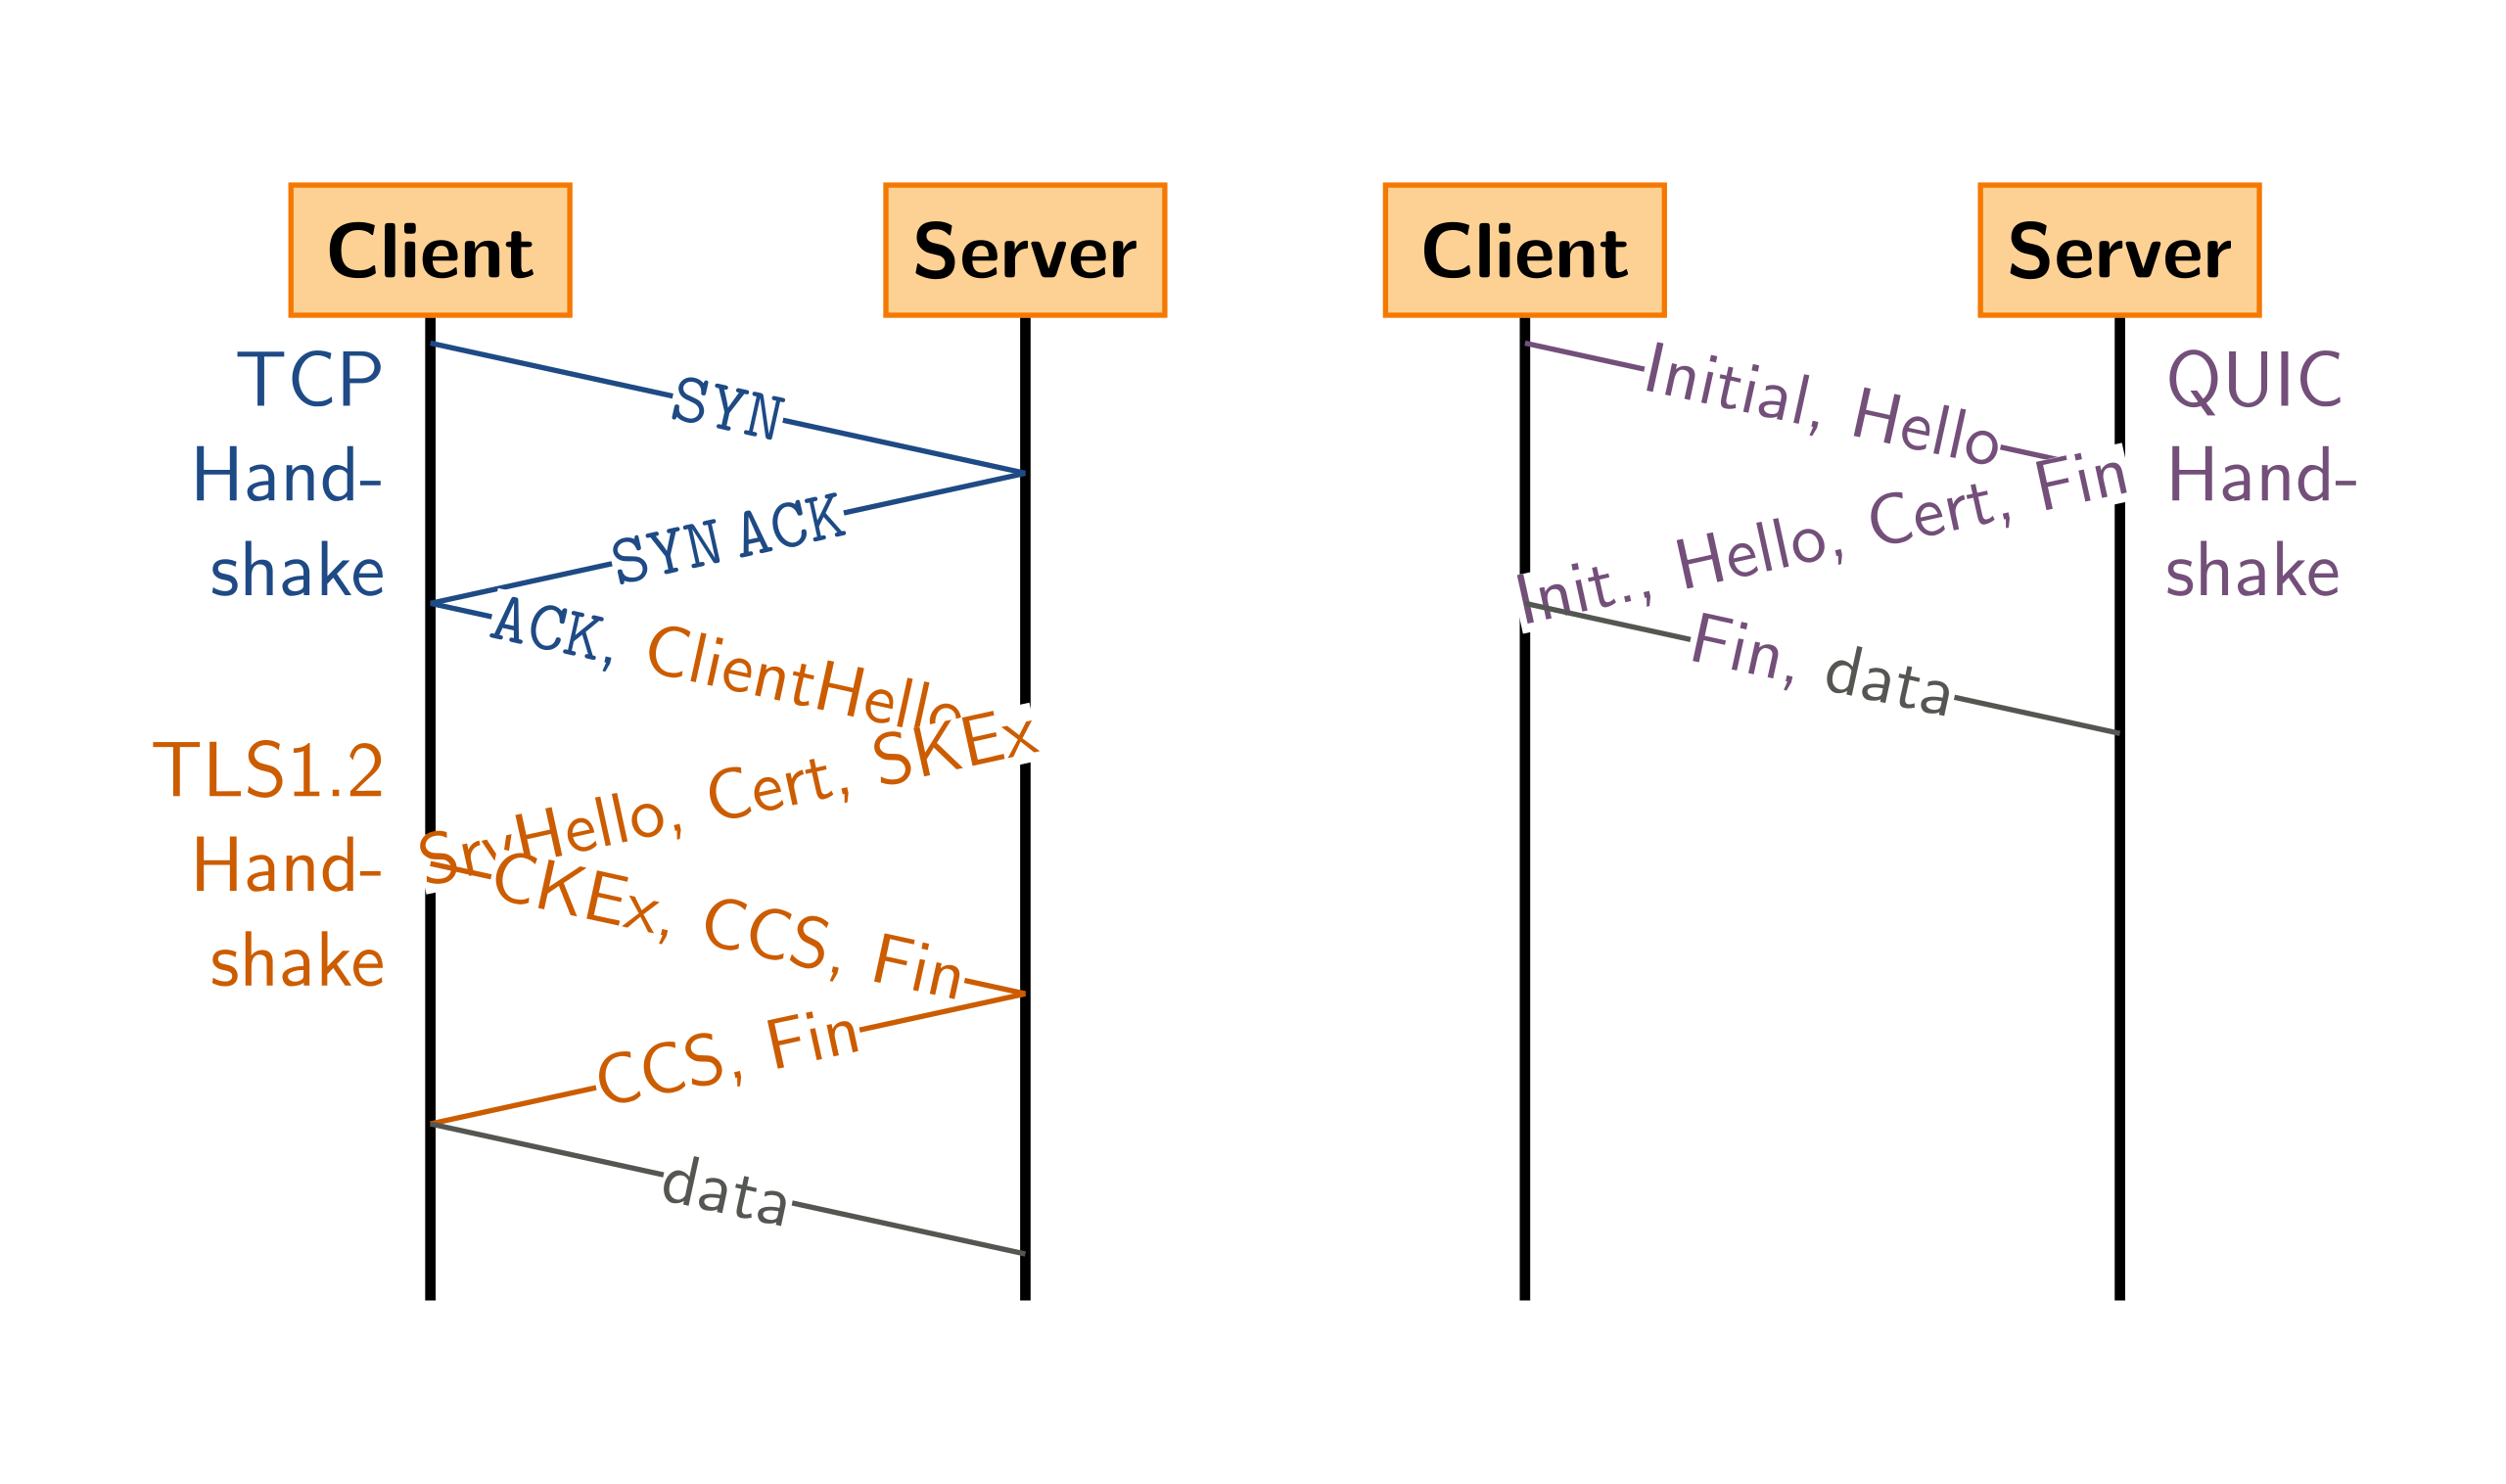 Client
Server
TCP
Hand-
shake
SYN
SYN ACK
ACK, ClientHello
TLS1.2
Hand-
shake
SrvHello, Cert, SKEx
CKEx, CCS, Fin
CCS, Fin
data
Client
Server
QUIC
Hand-
shake
Initial, Hello
Init., Hello, Cert, Fin
Fin, data